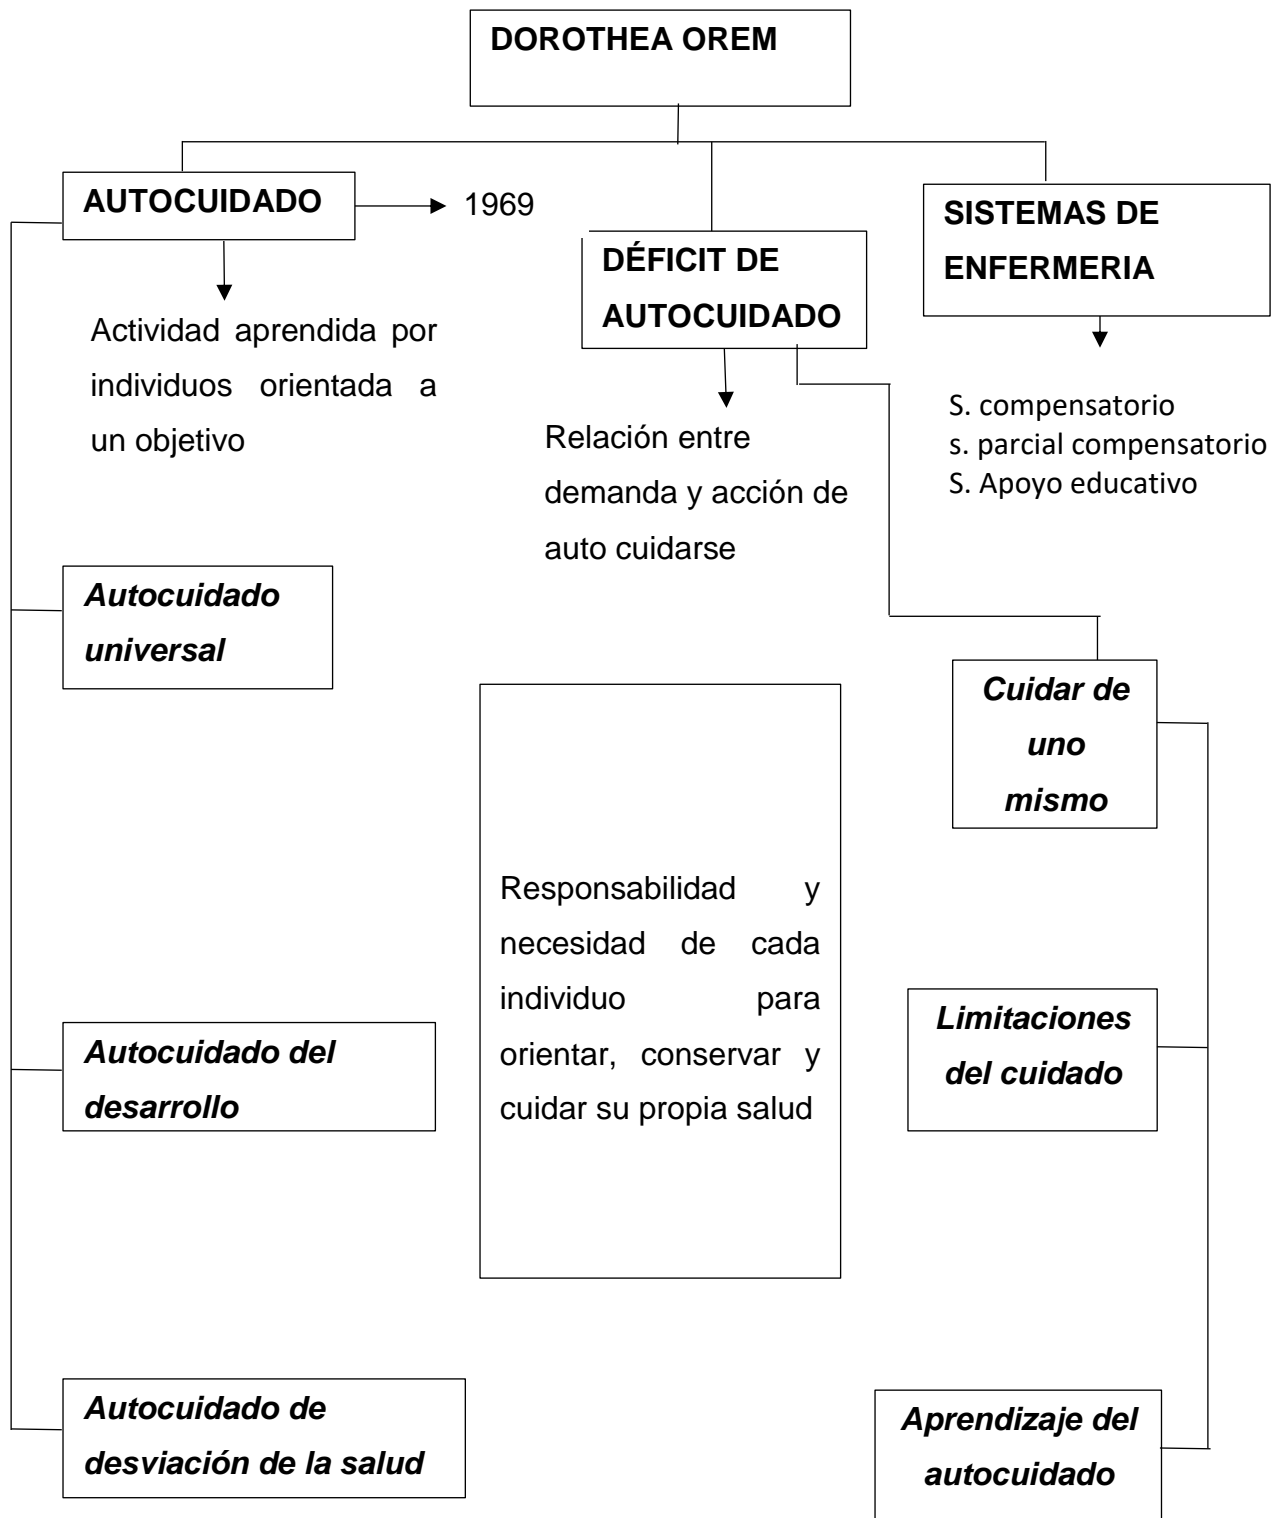 DOROTHEA OREM
AUTOCUIDADO
1969
Actividad aprendida por
individuos orientada a
un objetivo
DÉFICIT DE
AUTOCUIDADO
Relación entre
demanda y acción de
auto cuidarse
SISTEMAS DE
ENFERMERIA
S. compensatorio
s. parcial compensatorio
S. Apoyo educativo
Autocuidado
universal
Autocuidado del
desarrollo
Autocuidado de
desviación de la salud
Responsabilidad y
necesidad de cada
individuo para
orientar, conservar y
cuidar su propia salud
Cuidar de
uno
mismo
Limitaciones
del cuidado
Aprendizaje del
autocuidado